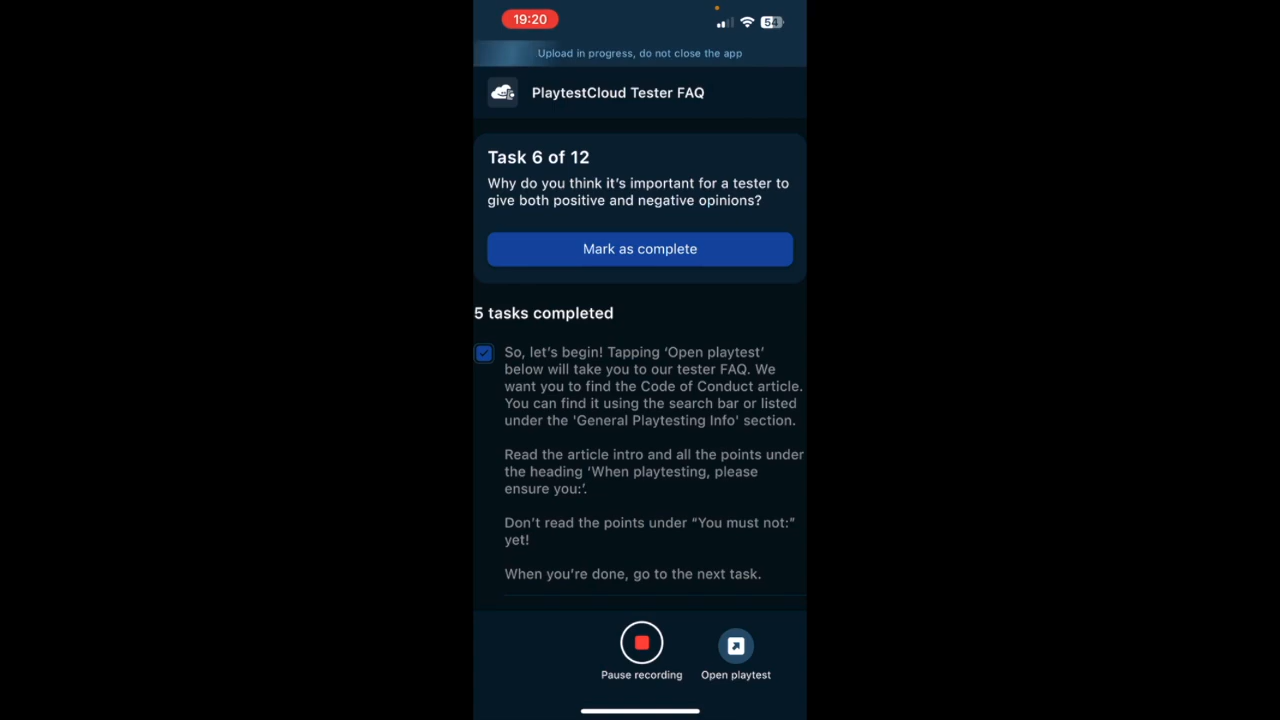 19:20
54
Upload in progress, do not close the app
PlaytestCloud Tester FAQ
Task 6 of 12
Why do you think it's important for a tester to
give both positive and negative opinions?
Mark as complete
5 tasks completed
So, let's begin! Tapping ‘Open playtest’
below will take you to our tester FAQ. We
want you to find the Code of Conduct article.
You can find it using the search bar or listed
under the 'General Playtesting Info' section.
Read the article intro and all the points under
the heading ‘When playtesting, please
ensure you:’.
Don't read the points under “You must not:”
yet!
When you're done, go to the next task.
Pause recording
Open playtest